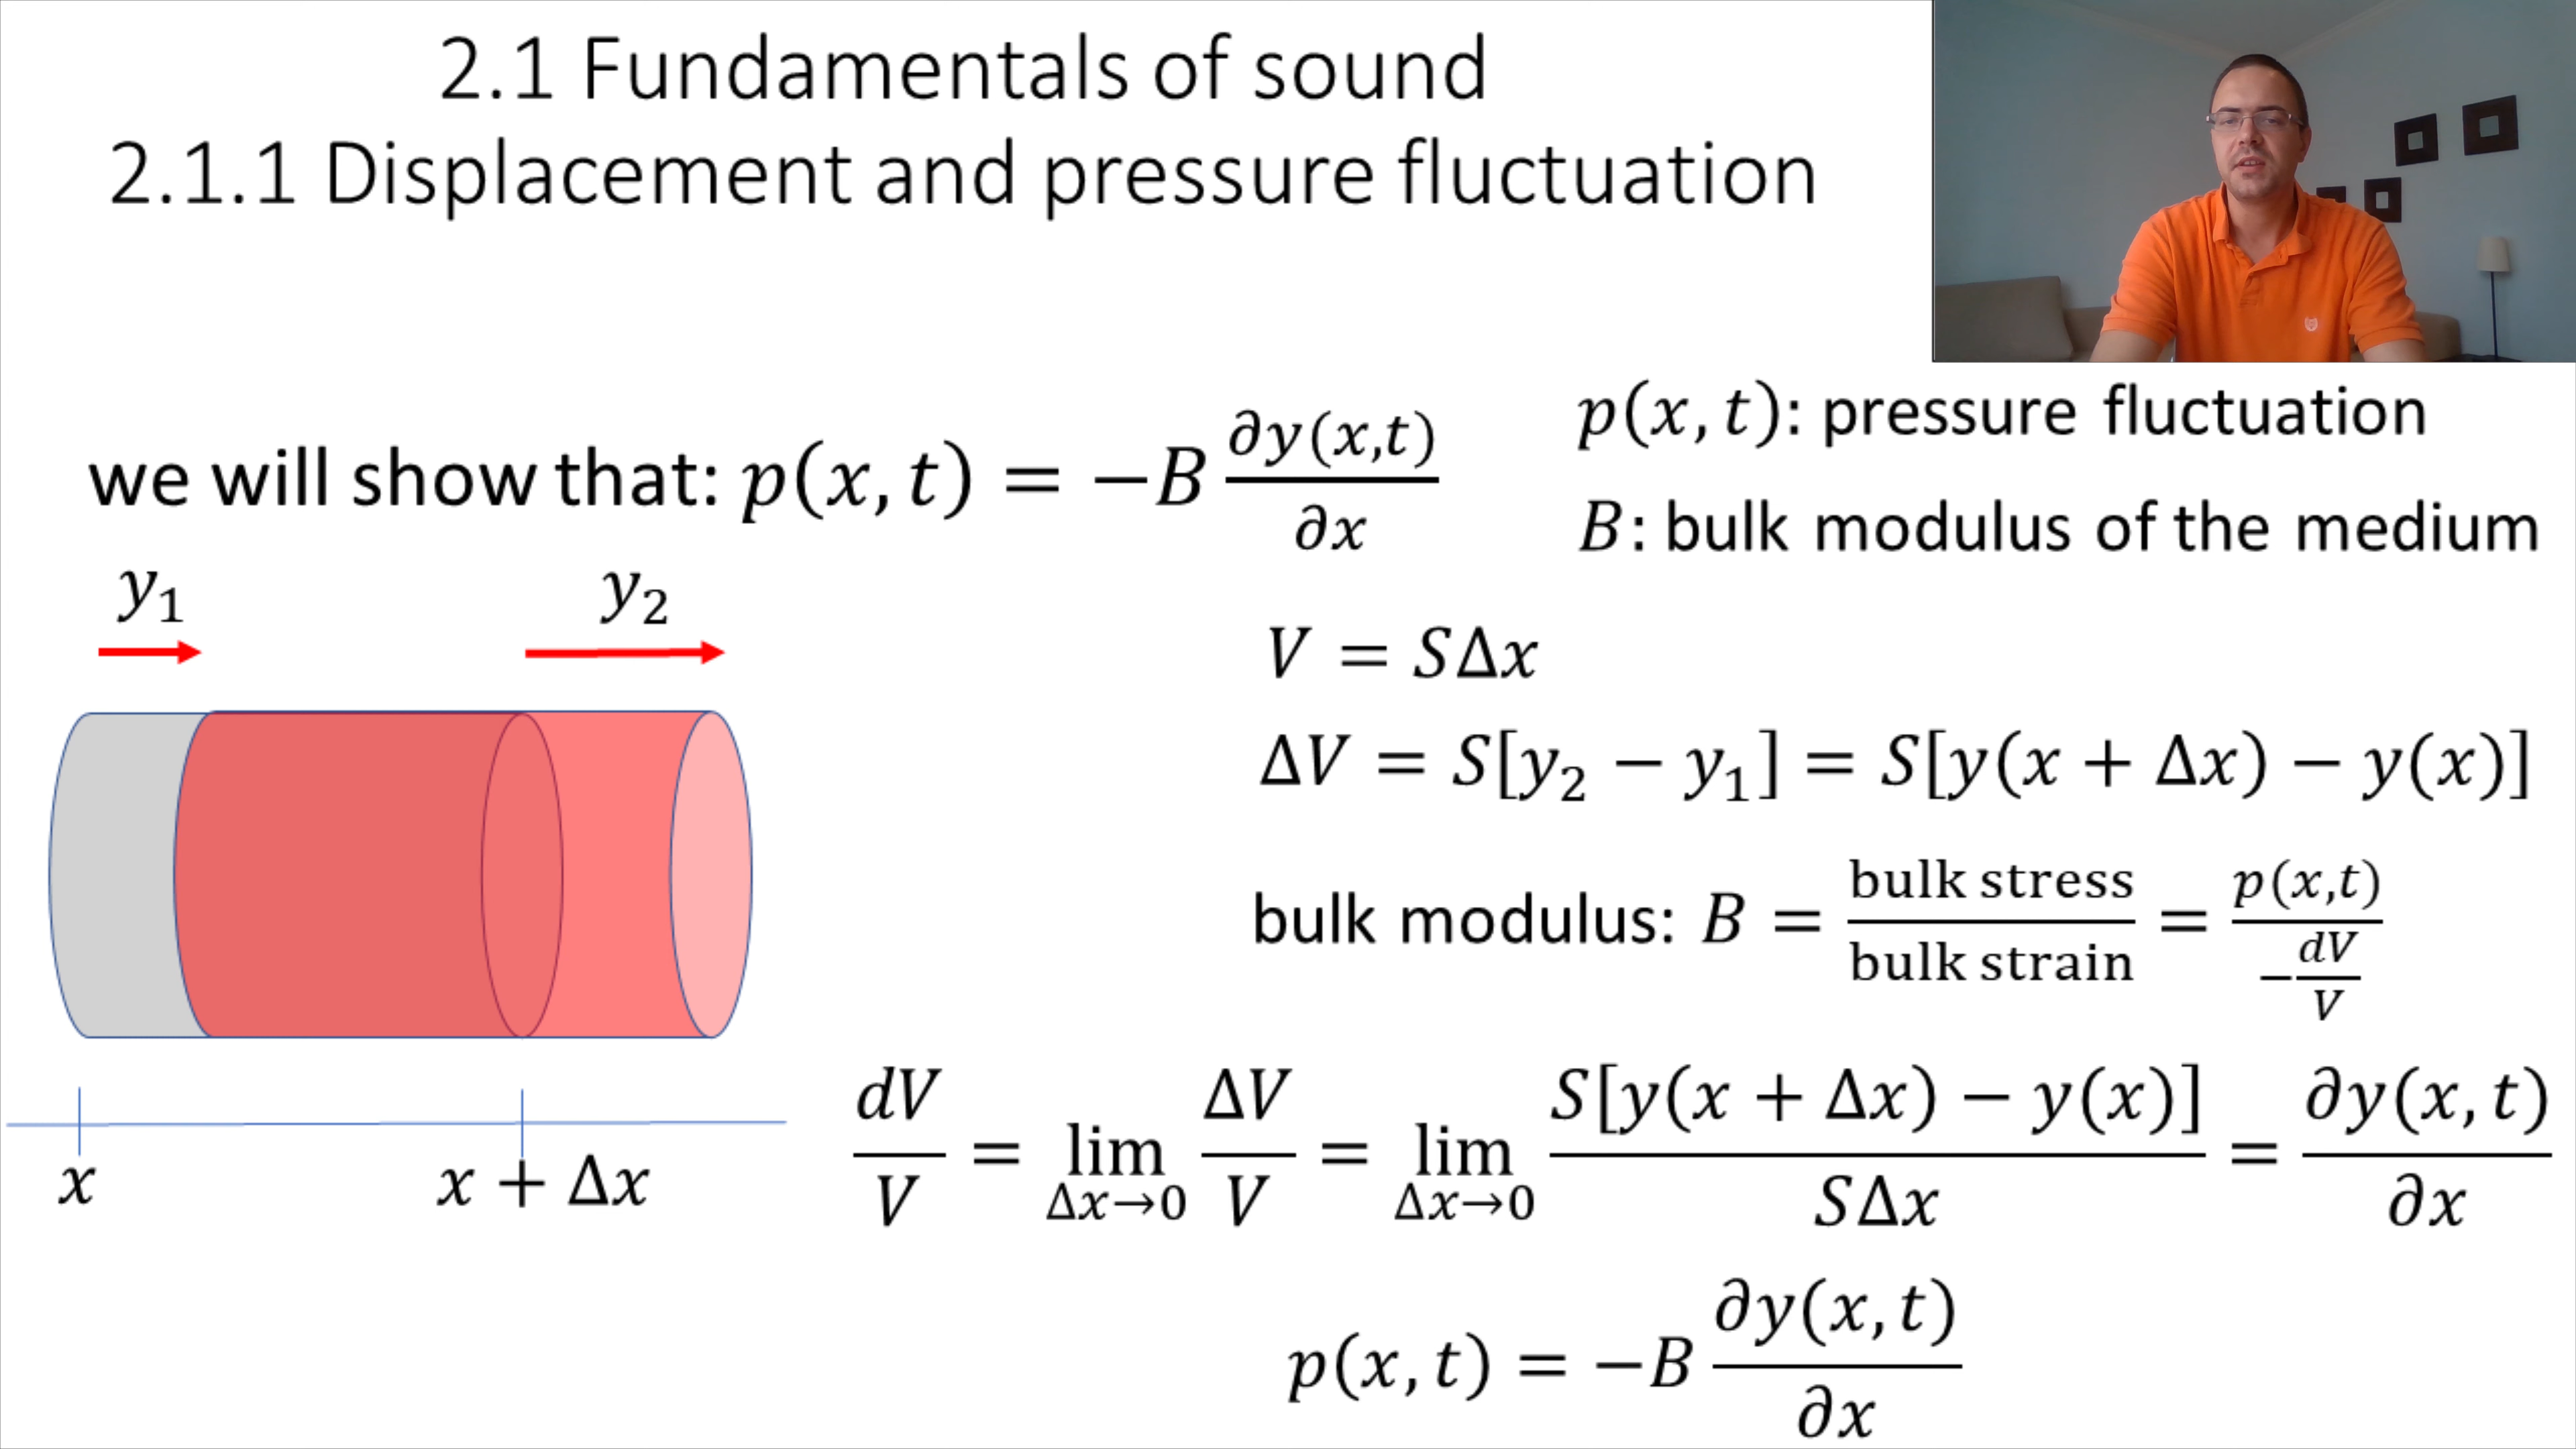 2.1 Fundamentals of sound
2.1.1 Displacement and pressure fluctuation
we will show that: p(x, t) = −B ∂y(x,t)/∂x
p(x, t): pressure fluctuation
B: bulk modulus of the medium
y₁
y₂
x
x + Δx
V = SΔx
ΔV = S[y₂ − y₁] = S[y(x + Δx) − y(x)]
bulk modulus: B = bulk stress/bulk strain = p(x,t)/−dV/V
dV/V = lim Δx→0 ΔV/V = lim Δx→0 S[y(x + Δx) − y(x)]/SΔx = ∂y(x, t)/∂x
p(x, t) = −B ∂y(x, t)/∂x